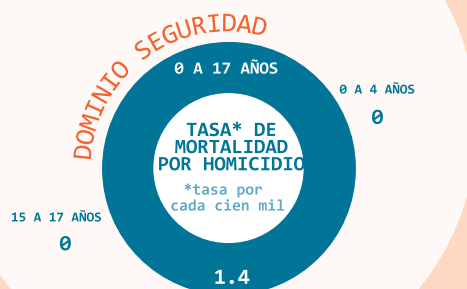 DOMINIO SEGURIDAD
0 A 17 AÑOS
0 A 4 AÑOS
0
TASA* DE
MORTALIDAD
POR HOMICIDIO
*tasa por
cada cien mil
15 A 17 AÑOS
0
1.4